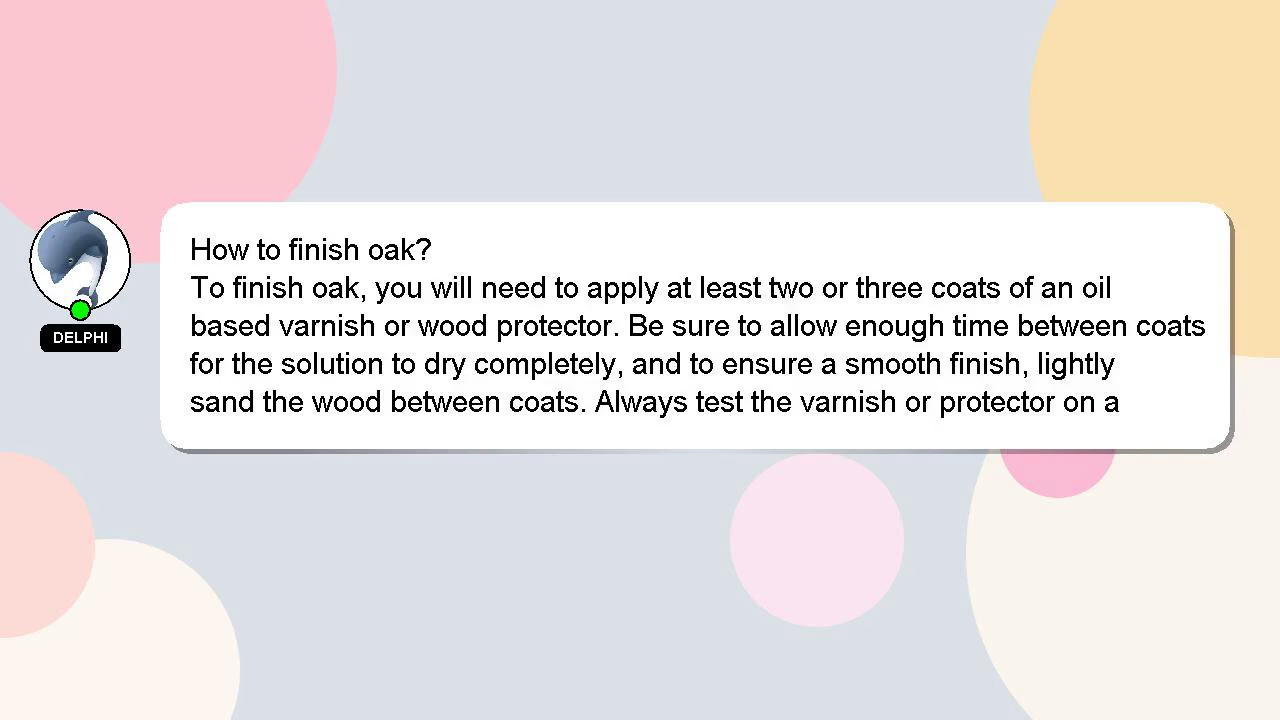 How to finish oak?
To finish oak, you will need to apply at least two or three coats of an oil
based varnish or wood protector. Be sure to allow enough time between coats
for the solution to dry completely, and to ensure a smooth finish, lightly
sand the wood between coats. Always test the varnish or protector on a
DELPHI